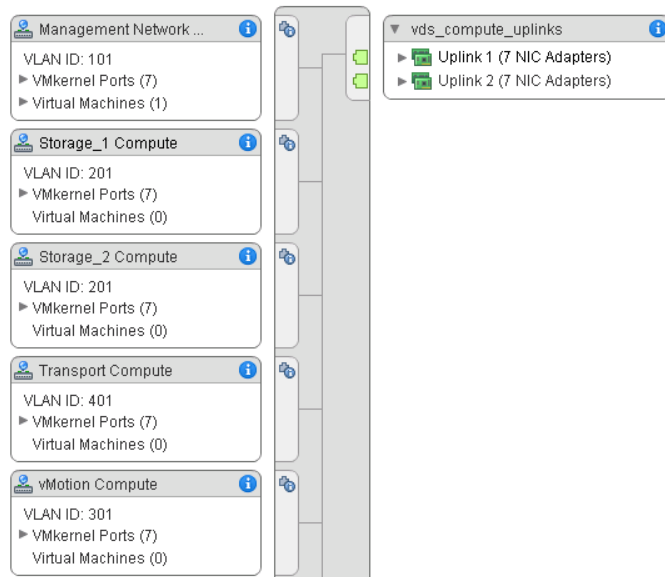 Management Network ...
VLAN ID: 101
VMkernel Ports (7)
Virtual Machines (1)
Storage_1 Compute
VLAN ID: 201
VMkernel Ports (7)
Virtual Machines (0)
Storage_2 Compute
VLAN ID: 201
VMkernel Ports (7)
Virtual Machines (0)
Transport Compute
VLAN ID: 401
VMkernel Ports (7)
Virtual Machines (0)
vMotion Compute
VLAN ID: 301
VMkernel Ports (7)
Virtual Machines (0)
vds_compute_uplinks
Uplink 1 (7 NIC Adapters)
Uplink 2 (7 NIC Adapters)